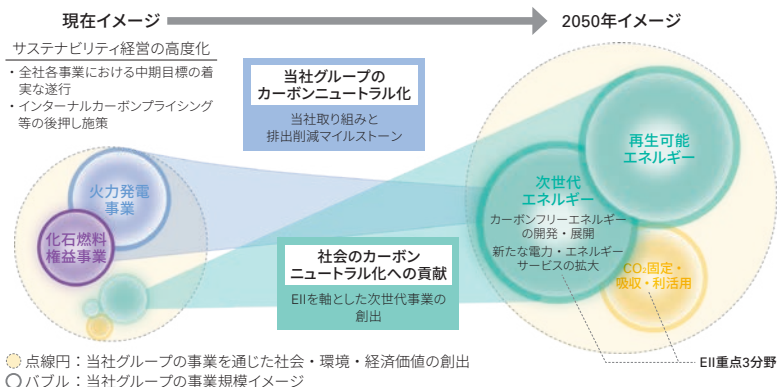 現在イメージ
2050年イメージ
サステナビリティ経営の高度化
・全社各事業における中期目標の着
実な遂行
・インターナルカーボンプライシング
等の後押し施策
当社グループの
カーボンニュートラル化
当社取り組みと
排出削減マイルストーン
火力発電
事業
化石燃料
権益事業
社会のカーボン
ニュートラル化への貢献
EIIを軸とした次世代事業の
創出
再生可能
エネルギー
次世代
エネルギー
カーボンフリーエネルギー
の開発・展開
新たな電力・エネルギー
サービスの拡大
CO₂固定・
吸収・利活用
EII重点3分野
点線円：当社グループの事業を通じた社会・環境・経済価値の創出
バブル：当社グループの事業規模イメージ